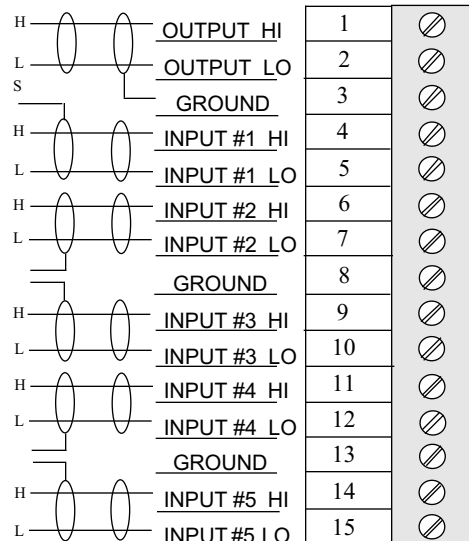 H OUTPUT HI 1
L OUTPUT LO 2
S
GROUND 3
H INPUT #1 HI 4
L INPUT #1 LO 5
H INPUT #2 HI 6
L INPUT #2 LO 7
GROUND 8
H INPUT #3 HI 9
L INPUT #3 LO 10
H INPUT #4 HI 11
L INPUT #4 LO 12
GROUND 13
H INPUT #5 HI 14
L INPUT #5 LO 15